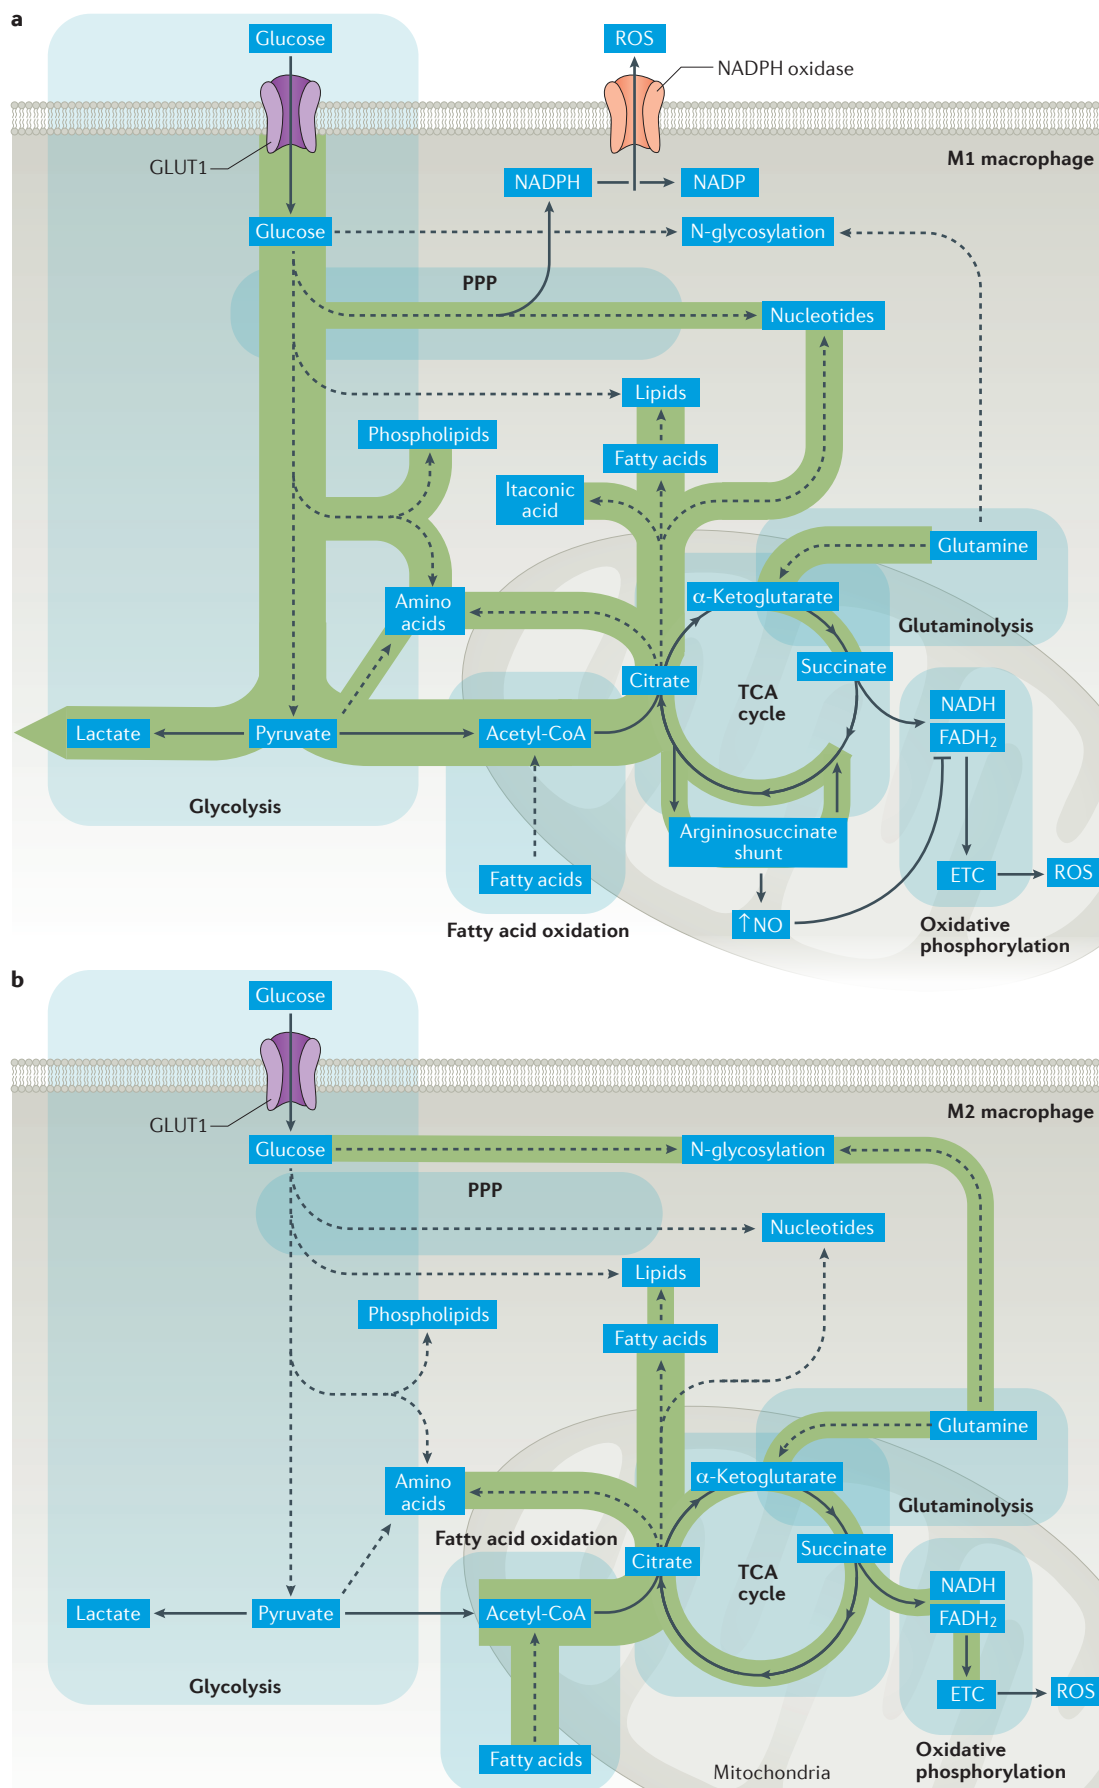 a
Glucose
ROS
NADPH oxidase
GLUT1
M1 macrophage
NADPH
NADP
Glucose
N-glycosylation
PPP
Nucleotides
Lipids
Phospholipids
Fatty acids
Itaconic
acid
Glutamine
α-Ketoglutarate
Amino
acids
Glutaminolysis
Succinate
Citrate
TCA
cycle
NADH
FADH₂
Lactate
Pyruvate
Acetyl-CoA
Glycolysis
Argininosuccinate
shunt
Fatty acids
ETC
ROS
↑NO
Fatty acid oxidation
Oxidative
phosphorylation
b
Glucose
GLUT1
M2 macrophage
Glucose
N-glycosylation
PPP
Nucleotides
Lipids
Phospholipids
Fatty acids
Glutamine
α-Ketoglutarate
Amino
acids
Glutaminolysis
Fatty acid oxidation
Succinate
Citrate
TCA
cycle
NADH
FADH₂
Lactate
Pyruvate
Acetyl-CoA
Glycolysis
ETC
ROS
Fatty acids
Mitochondria
Oxidative
phosphorylation